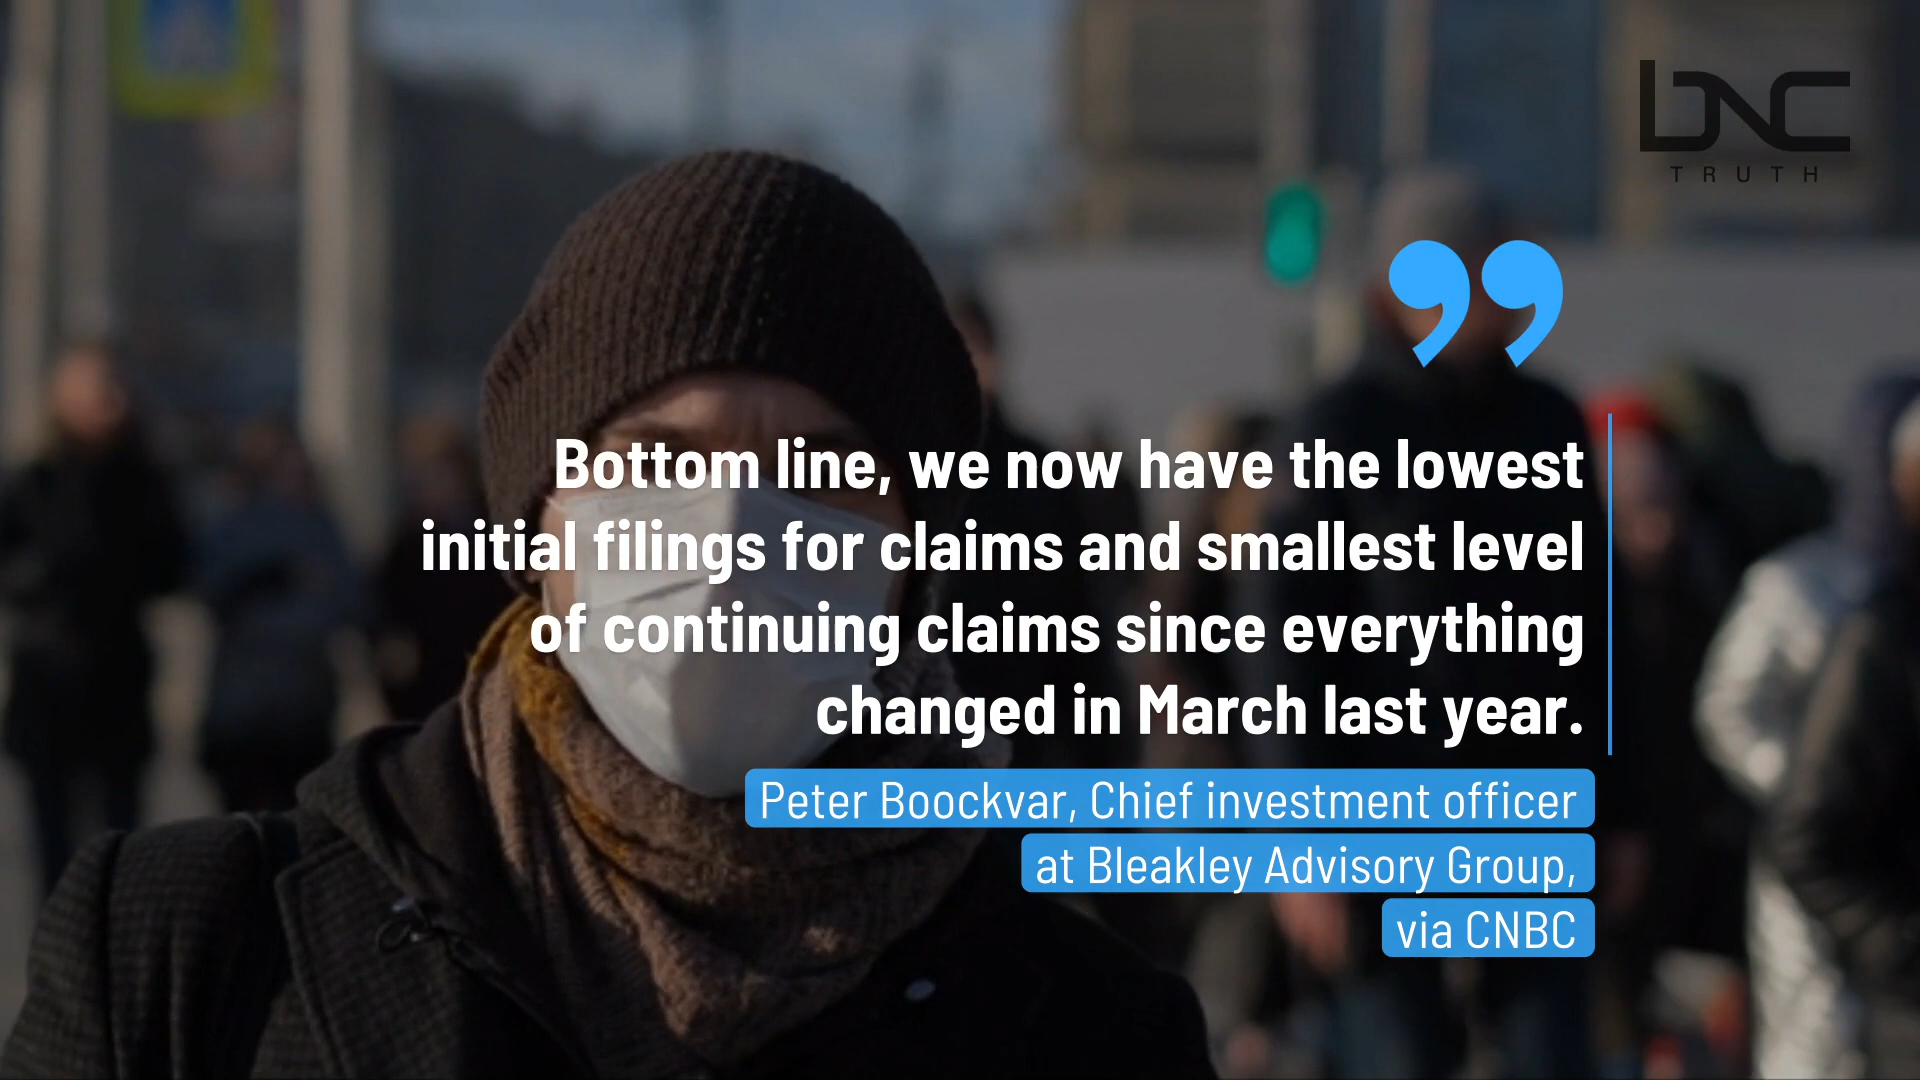 bnc
TRUTH
”
Bottom line, we now have the lowest
initial filings for claims and smallest level
of continuing claims since everything
changed in March last year.
Peter Boockvar, Chief investment officer
at Bleakley Advisory Group,
via CNBC